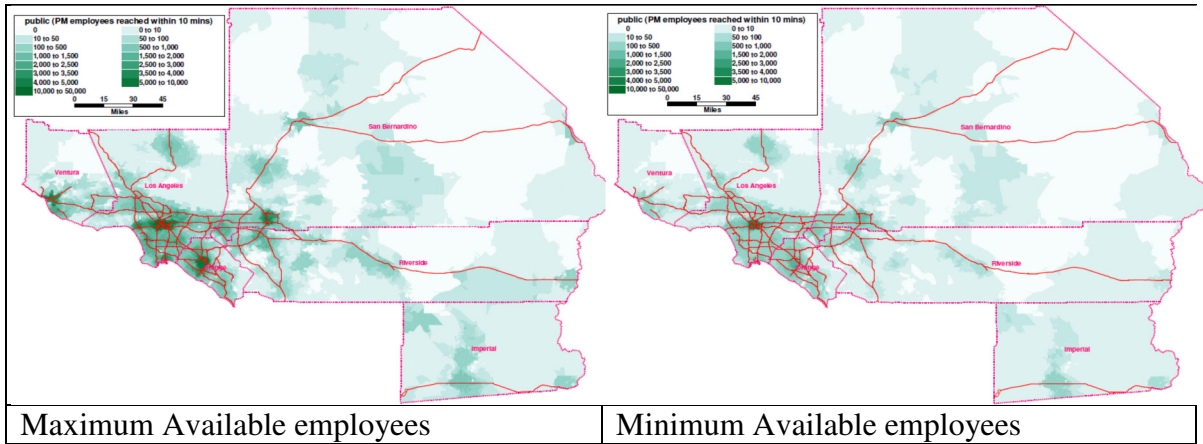 public (PM employees reached within 10 mins)
0 0 to 10
10 to 50 50 to 100
100 to 500 500 to 1,000
1,000 to 1,500 1,500 to 2,000
2,000 to 2,500 2,500 to 3,000
3,000 to 3,500 3,500 to 4,000
4,000 to 5,000 5,000 to 10,000
10,000 to 50,000
0 15 30 45
Miles
San Bernardino
Ventura
Los Angeles
Orange
Riverside
Imperial
public (PM employees reached within 10 mins)
0 0 to 10
10 to 50 50 to 100
100 to 500 500 to 1,000
1,000 to 1,500 1,500 to 2,000
2,000 to 2,500 2,500 to 3,000
3,000 to 3,500 3,500 to 4,000
4,000 to 5,000 5,000 to 10,000
10,000 to 50,000
0 15 30 45
Miles
San Bernardino
Ventura
Los Angeles
Orange
Riverside
Imperial
Maximum Available employees
Minimum Available employees